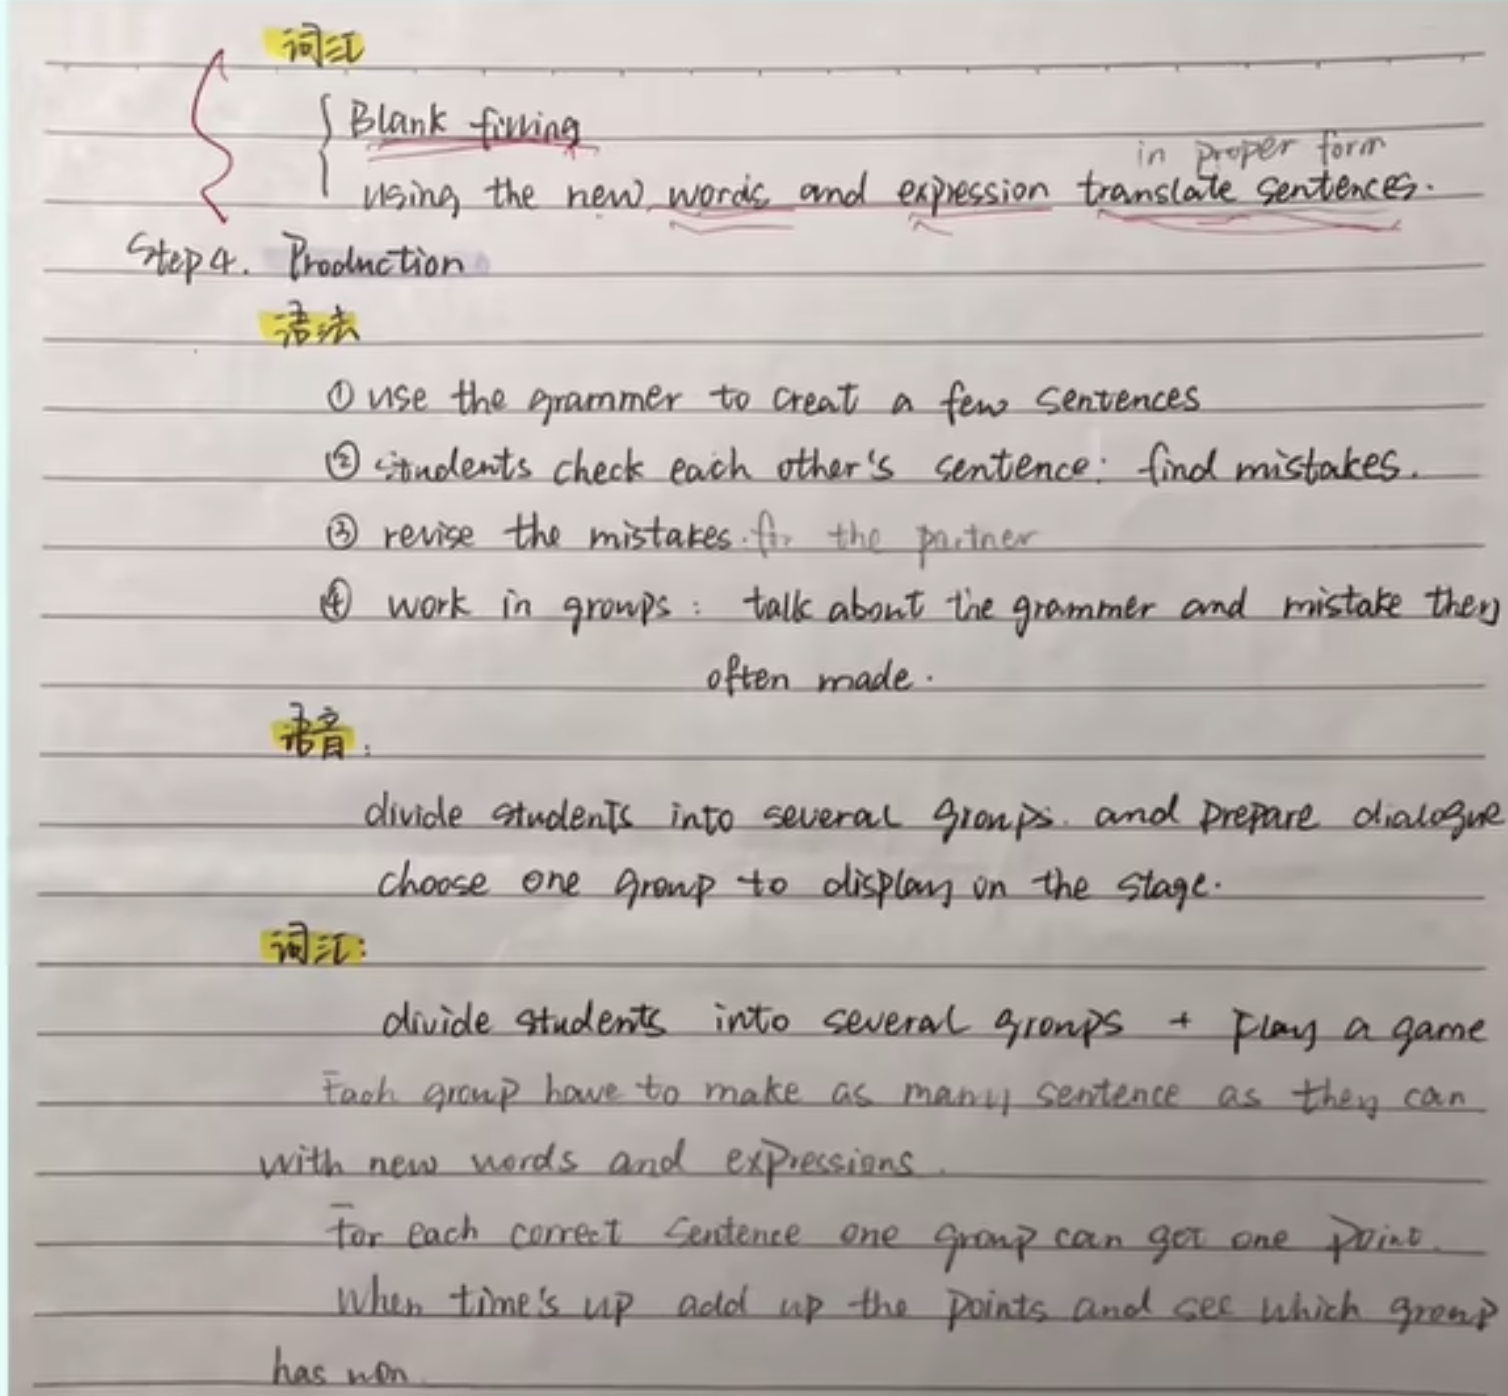 词汇
Blank filling
in proper form
using the new words and expression translate sentences.
Step 4. Production
语法
① use the grammer to creat a few sentences
② students check each other's sentence: find mistakes.
③ revise the mistakes. for the partner
④ work in groups: talk about the grammer and mistake they
often made.
语音:
divide students into several groups. and prepare dialogue
choose one group to display on the stage.
词汇:
divide students into several groups + play a game
Each group have to make as many sentence as they can
with new words and expressions.
For each correct sentence one group can get one point.
When time's up add up the points and see which group
has won.